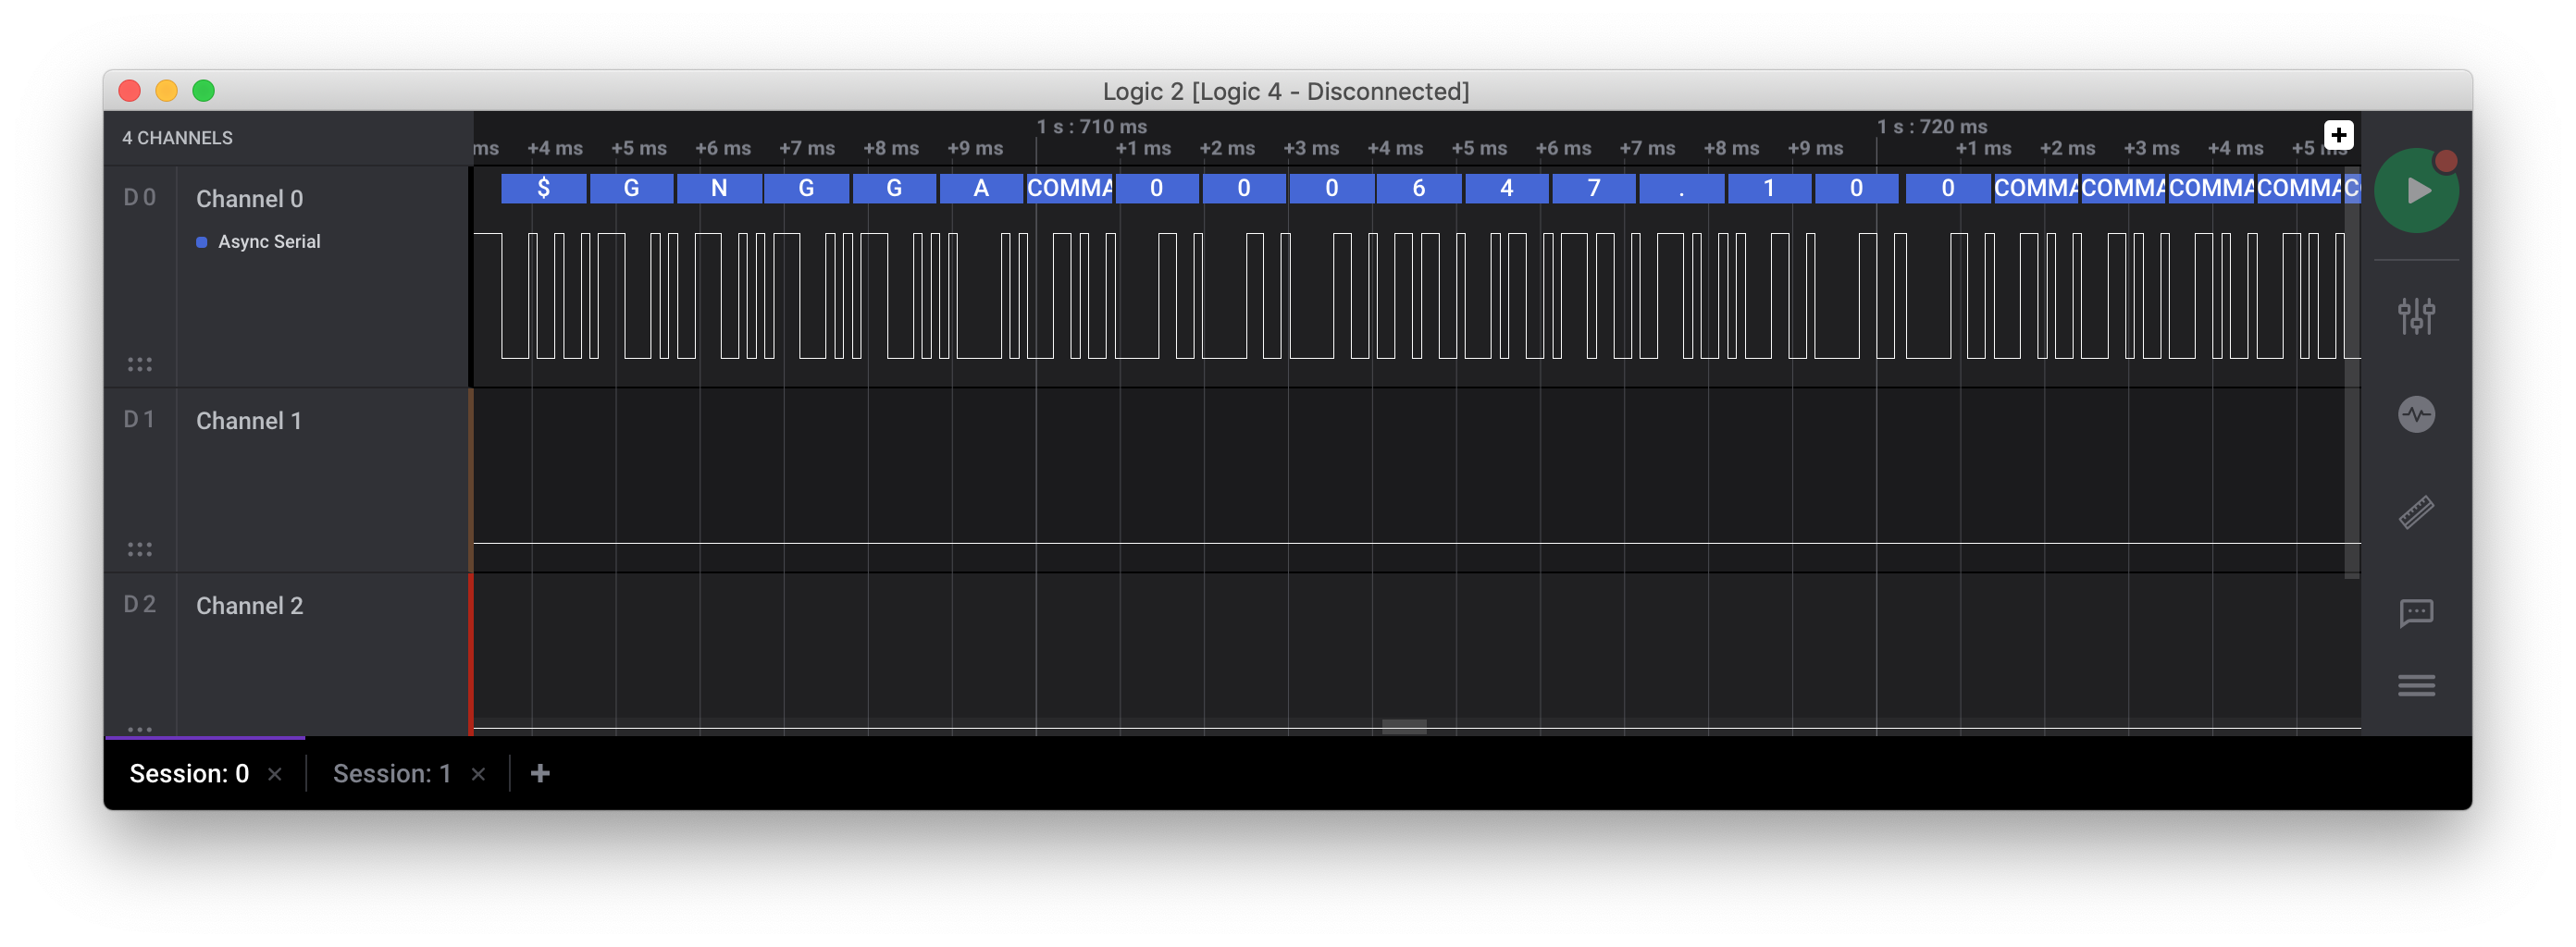 Logic 2 [Logic 4 - Disconnected]
4 CHANNELS
1 s : 710 ms 1 s : 720 ms
ms +4 ms +5 ms +6 ms +7 ms +8 ms +9 ms +1 ms +2 ms +3 ms +4 ms +5 ms +6 ms +7 ms +8 ms +9 ms +1 ms +2 ms +3 ms +4 ms +5 ms
$ G N G G A COMMA 0 0 0 6 4 7 . 1 0 0 COMMA COMMA COMMA COMMA C
D0 Channel 0
Async Serial
D1 Channel 1
D2 Channel 2
Session: 0 Session: 1